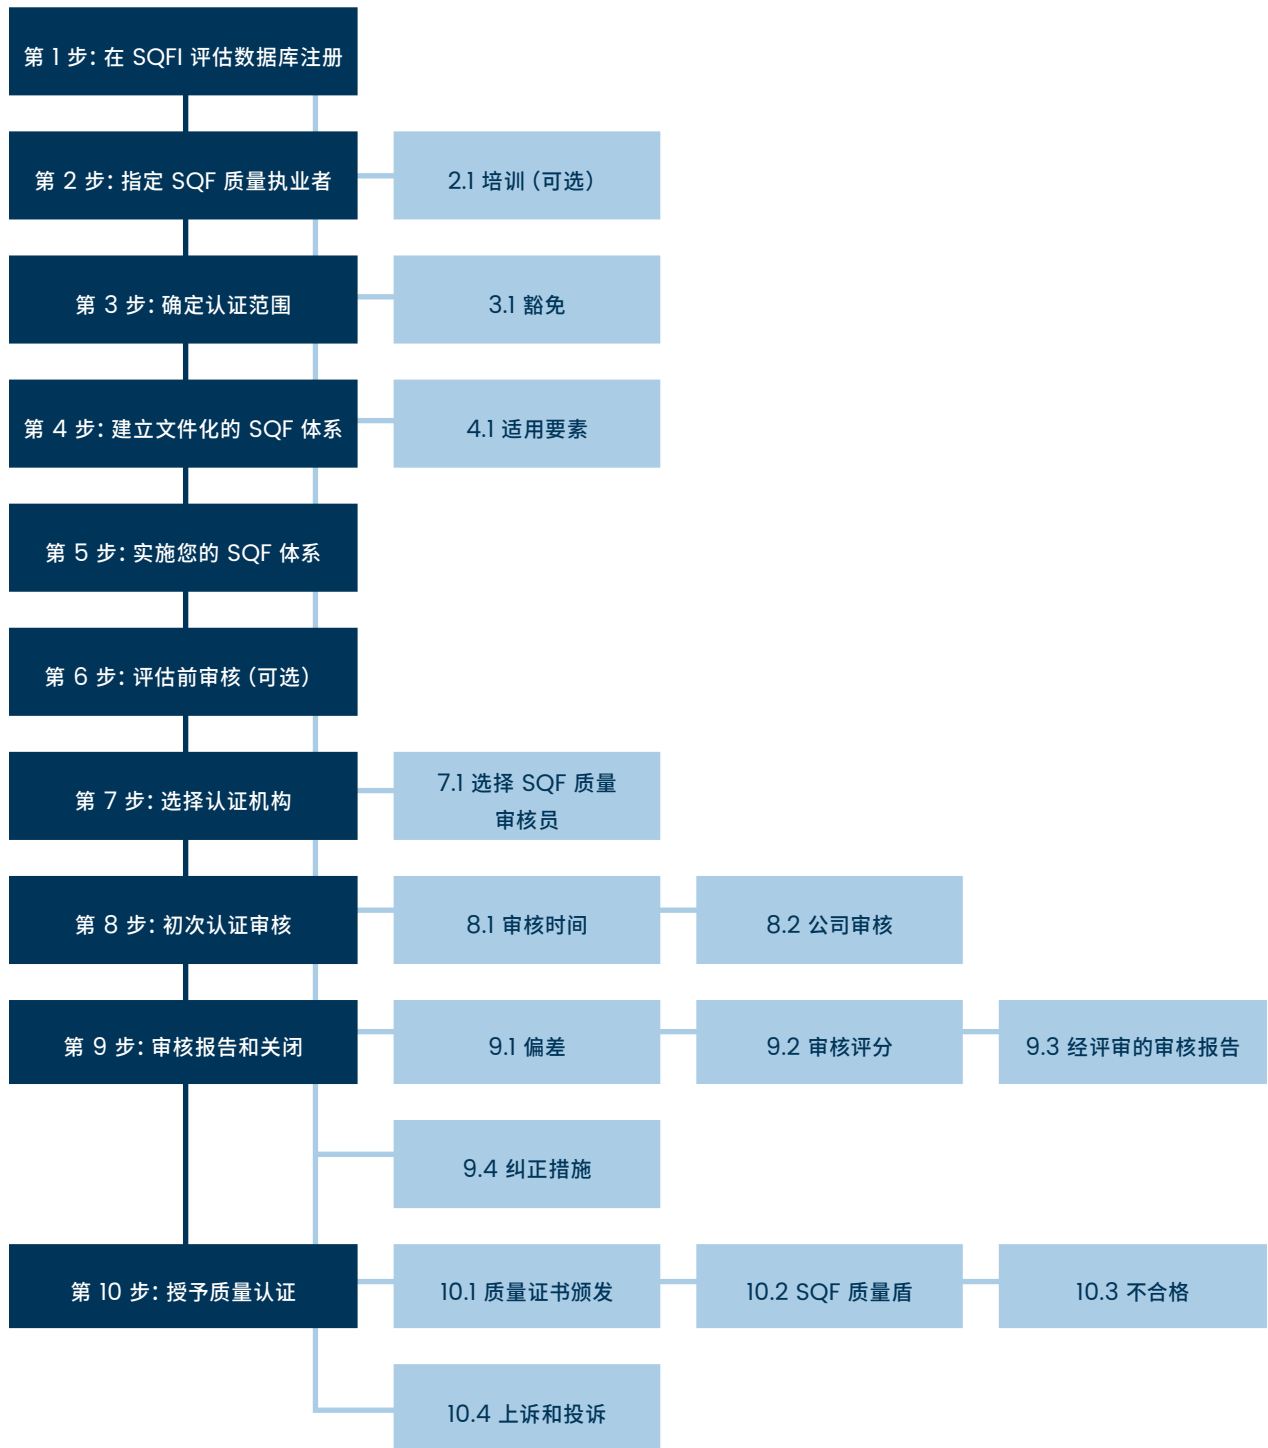 第 1 步: 在 SQFI 评估数据库注册
第 2 步: 指定 SQF 质量执业者
2.1 培训 (可选)
第 3 步: 确定认证范围
3.1 豁免
第 4 步: 建立文件化的 SQF 体系
4.1 适用要素
第 5 步: 实施您的 SQF 体系
第 6 步: 评估前审核 (可选)
第 7 步: 选择认证机构
7.1 选择 SQF 质量
审核员
第 8 步: 初次认证审核
8.1 审核时间
8.2 公司审核
第 9 步: 审核报告和关闭
9.1 偏差
9.2 审核评分
9.3 经评审的审核报告
9.4 纠正措施
第 10 步: 授予质量认证
10.1 质量证书颁发
10.2 SQF 质量盾
10.3 不合格
10.4 上诉和投诉